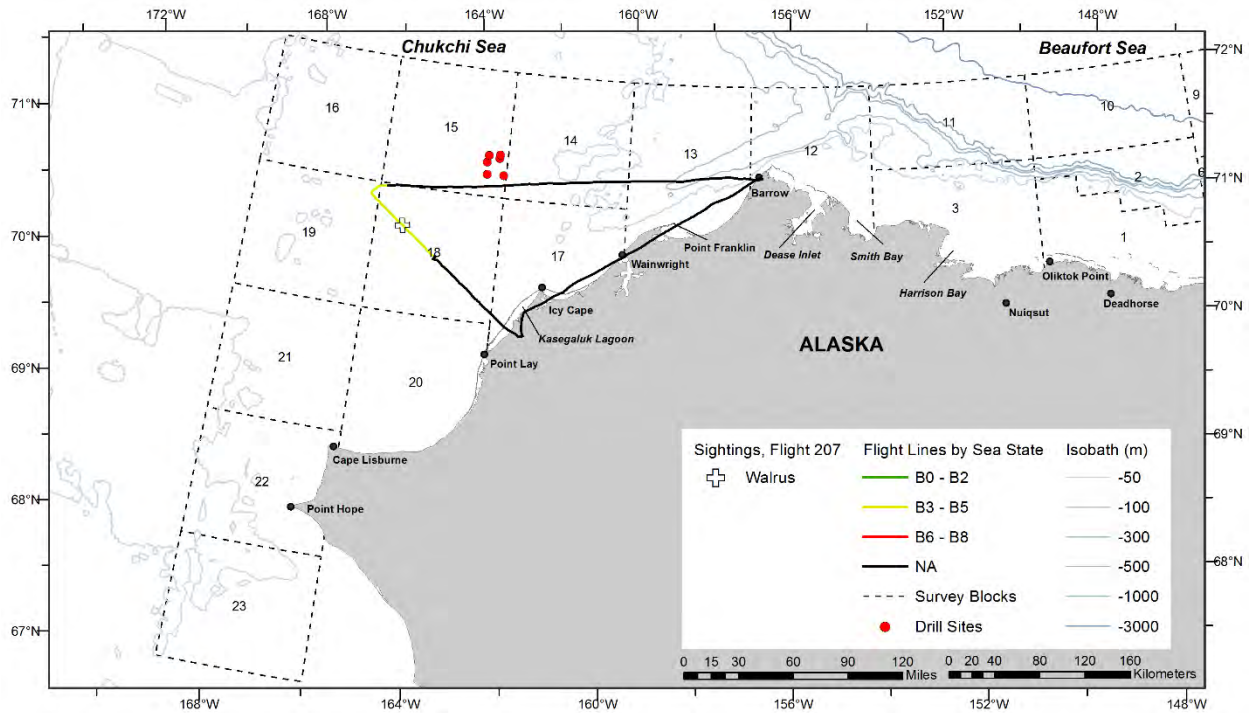 172°W 168°W 164°W 160°W 156°W 152°W 148°W
Chukchi Sea Beaufort Sea
72°N
71°N
71°N
70°N
70°N
69°N
69°N
68°N
68°N
67°N
16
15
14
13
12
11
10
9
6
2
3
1
19
18
17
21
20
22
23
Barrow
Point Franklin
Wainwright
Dease Inlet
Smith Bay
Harrison Bay
Oliktok Point
Deadhorse
Nuiqsut
Icy Cape
Kasegaluk Lagoon
Point Lay
ALASKA
Cape Lisburne
Point Hope
Sightings, Flight 207
Walrus
Flight Lines by Sea State
B0 - B2
B3 - B5
B6 - B8
NA
Survey Blocks
Drill Sites
Isobath (m)
-50
-100
-300
-500
-1000
-3000
0 15 30 60 90 120
Miles
0 20 40 80 120 160
Kilometers
168°W 164°W 160°W 156°W 152°W 148°W